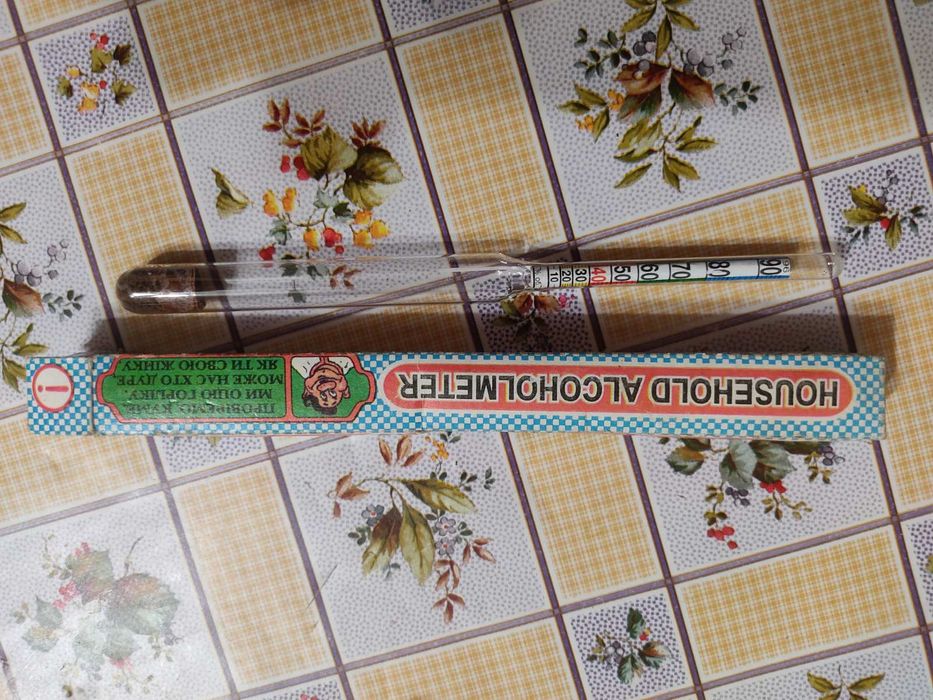 HOUSEHOLD ALCOHOLMETER
ПРОВІРЕМО, КУМЕ,
МИ ОЦЮ ГОРІЛКУ,
МОЖЕ НАС ХТО ДУРЕ
ЯК ТИ СВОЮ ЖІНКУ
!
10
20
30
40
50
60
70
80
90